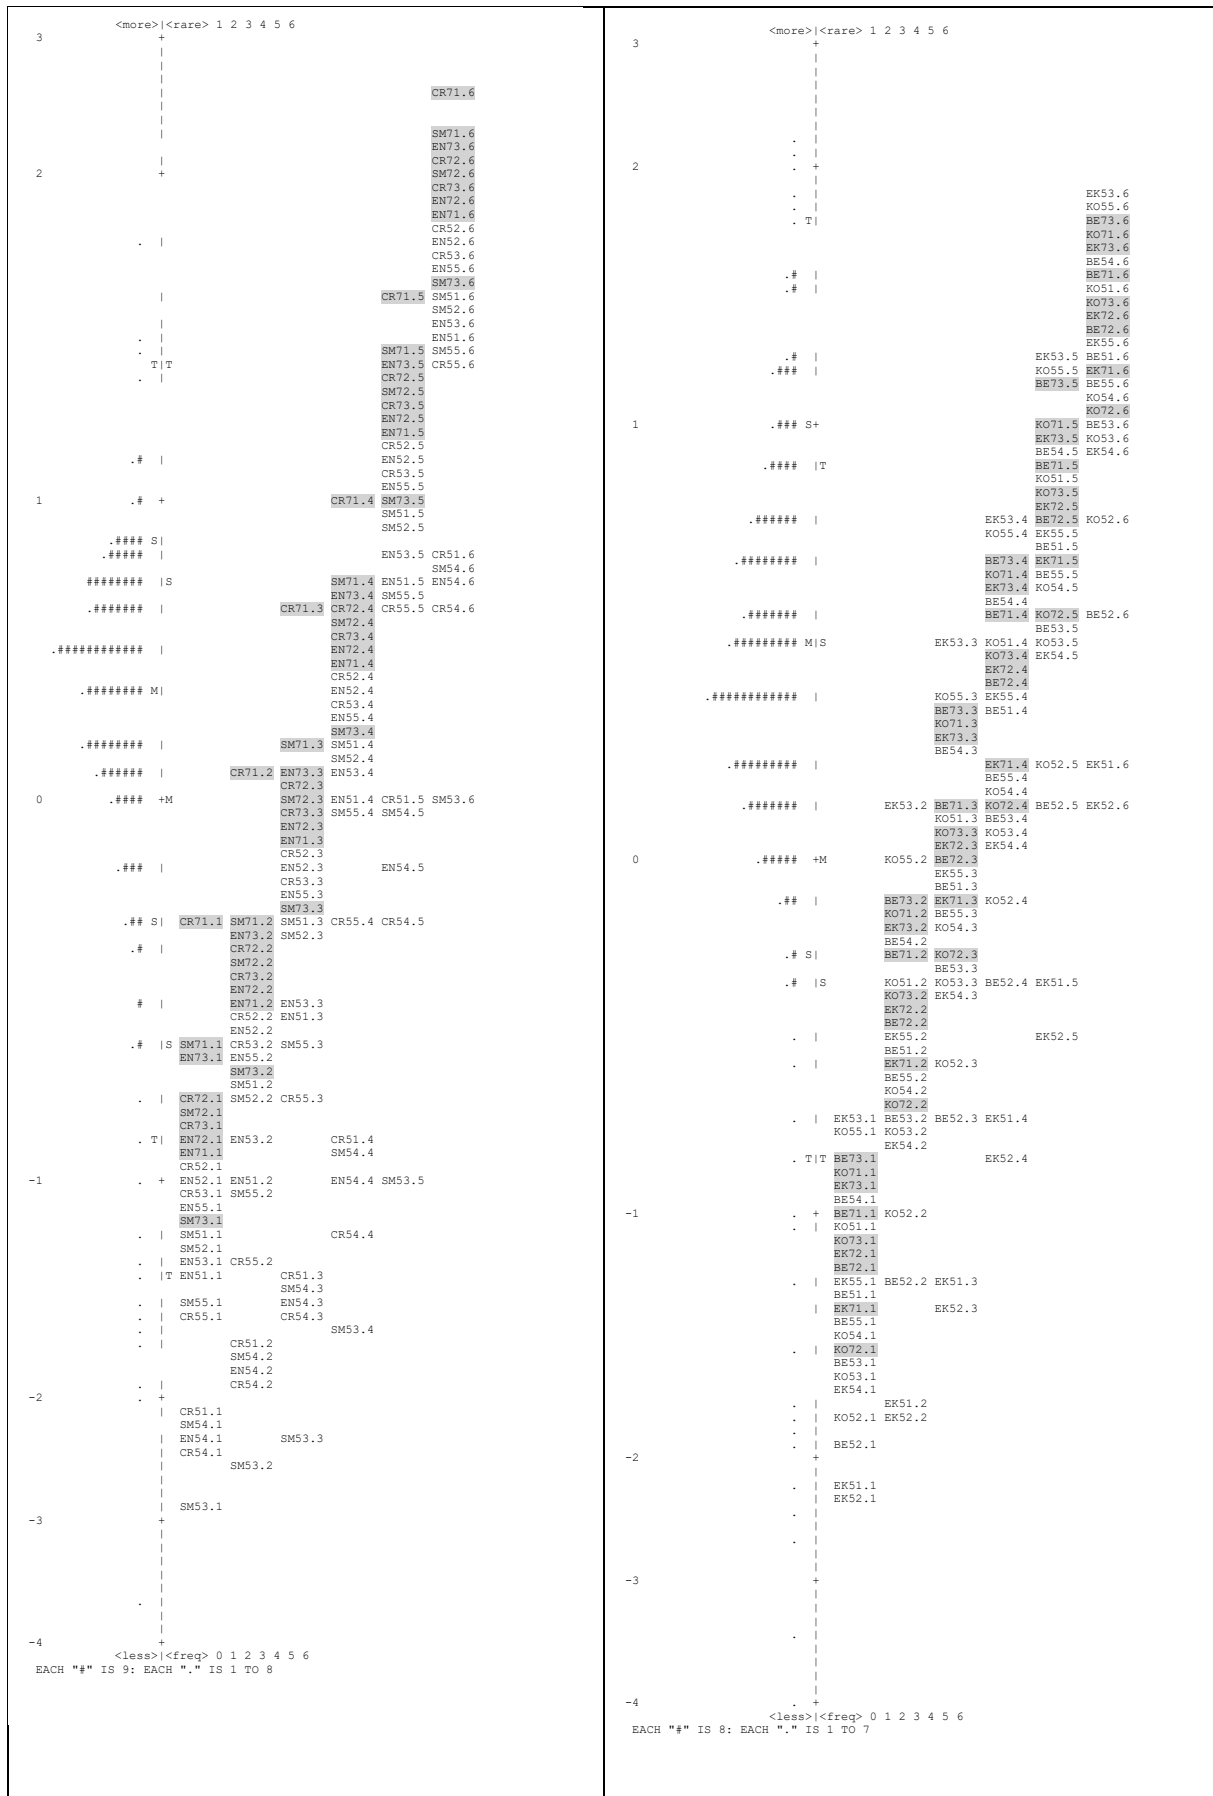 <more>|<rare> 1 2 3 4 5 6
3 +
|
|
|
|
CR71.6
|
|
|
SM71.6
EN73.6
| CR72.6
2 + SM72.6
CR73.6
EN72.6
EN71.6
CR52.6
. | EN52.6
CR53.6
EN55.6
SM73.6
| CR71.5 SM51.6
SM52.6
| EN53.6
. | EN51.6
. | SM71.5 SM55.6
T|T EN73.5 CR55.6
. | CR72.5
SM72.5
CR73.5
EN72.5
EN71.5
CR52.5
.# | EN52.5
CR53.5
EN55.5
1 .# + CR71.4 SM73.5
SM51.5
SM52.5
.#### S|
.##### | EN53.5 CR51.6
SM54.6
######## |S SM71.4 EN51.5 EN54.6
EN73.4 SM55.5
.####### | CR71.3 CR72.4 CR55.5 CR54.6
SM72.4
CR73.4
.############ | EN72.4
EN71.4
CR52.4
.######## M| EN52.4
CR53.4
EN55.4
SM73.4
.######## | SM71.3 SM51.4
SM52.4
.###### | CR71.2 EN73.3 EN53.4
CR72.3
0 .#### +M SM72.3 EN51.4 CR51.5 SM53.6
CR73.3 SM55.4 SM54.5
EN72.3
EN71.3
CR52.3
.### | EN52.3 EN54.5
CR53.3
EN55.3
SM73.3
.## S| CR71.1 SM71.2 SM51.3 CR55.4 CR54.5
EN73.2 SM52.3
.# | CR72.2
SM72.2
CR73.2
EN72.2
# | EN71.2 EN53.3
CR52.2 EN51.3
EN52.2
.# |S SM71.1 CR53.2 SM55.3
EN73.1 EN55.2
SM73.2
SM51.2
. | CR72.1 SM52.2 CR55.3
SM72.1
CR73.1
. T| EN72.1 EN53.2 CR51.4
EN71.1 SM54.4
CR52.1
-1 . + EN52.1 EN51.2 EN54.4 SM53.5
CR53.1 SM55.2
EN55.1
SM73.1
. | SM51.1 CR54.4
SM52.1
. | EN53.1 CR55.2
. |T EN51.1 CR51.3
SM54.3
. | SM55.1 EN54.3
. | CR55.1 CR54.3
. | SM53.4
. | CR51.2
SM54.2
EN54.2
. | CR54.2
-2 . +
| CR51.1
SM54.1
| EN54.1 SM53.3
| CR54.1
| SM53.2
|
|
| SM53.1
-3 +
|
|
|
|
|
. |
|
|
-4 +
<less>|<freq> 0 1 2 3 4 5 6
EACH "#" IS 9: EACH "." IS 1 TO 8
<more>|<rare> 1 2 3 4 5 6
3 +
|
|
|
|
|
|
. |
. |
2 . +
|
. | EK53.6
. | KO55.6
. T| BE73.6
KO71.6
EK73.6
BE54.6
.# | BE71.6
.# | KO51.6
KO73.6
EK72.6
BE72.6
EK55.6
.# | EK53.5 BE51.6
.### | KO55.5 EK71.6
BE73.5 BE55.6
KO54.6
KO72.6
1 .### S+ KO71.5 BE53.6
EK73.5 KO53.6
BE54.5 EK54.6
.#### |T BE71.5
KO51.5
KO73.5
EK72.5
.###### | EK53.4 BE72.5 KO52.6
KO55.4 EK55.5
BE51.5
.####### | BE73.4 EK71.5
KO71.4 BE55.5
EK73.4 KO54.5
BE54.4
.####### | BE71.4 KO72.5 BE52.6
BE53.5
.######### M|S EK53.3 KO51.4 KO53.5
KO73.4 EK54.5
EK72.4
BE72.4
.############ | KO55.3 EK55.4
BE73.3 BE51.4
KO71.3
EK73.3
BE54.3
.######### | EK71.4 KO52.5 EK51.6
BE55.4
KO54.4
.####### | EK53.2 BE71.3 KO72.4 BE52.5 EK52.6
KO51.3 BE53.4
KO73.3 KO53.4
EK72.3 EK54.4
0 .##### +M KO55.2 BE72.3
EK55.3
BE51.3
.## | BE73.2 EK71.3 KO52.4
KO71.2 BE55.3
EK73.2 KO54.3
BE54.2
.# S| BE71.2 KO72.3
BE53.3
.# |S KO51.2 KO53.3 BE52.4 EK51.5
KO73.2 EK54.3
EK72.2
BE72.2
. | EK55.2 EK52.5
BE51.2
. | EK71.2 KO52.3
BE55.2
KO54.2
KO72.2
. | EK53.1 BE53.2 BE52.3 EK51.4
KO55.1 KO53.2
EK54.2
. T|T BE73.1 EK52.4
KO71.1
EK73.1
BE54.1
-1 . + BE71.1 KO52.2
. | KO51.1
KO73.1
EK72.1
BE72.1
. | EK55.1 BE52.2 EK51.3
BE51.1
| EK71.1 EK52.3
BE55.1
KO54.1
. | KO72.1
BE53.1
KO53.1
EK54.1
. | EK51.2
. | KO52.1 EK52.2
. |
. | BE52.1
-2 +
|
. | EK51.1
| EK52.1
. |
|
. |
|
|
-3 +
|
|
|
. |
|
|
|
|
-4 . +
<less>|<freq> 0 1 2 3 4 5 6
EACH "#" IS 8: EACH "." IS 1 TO 7